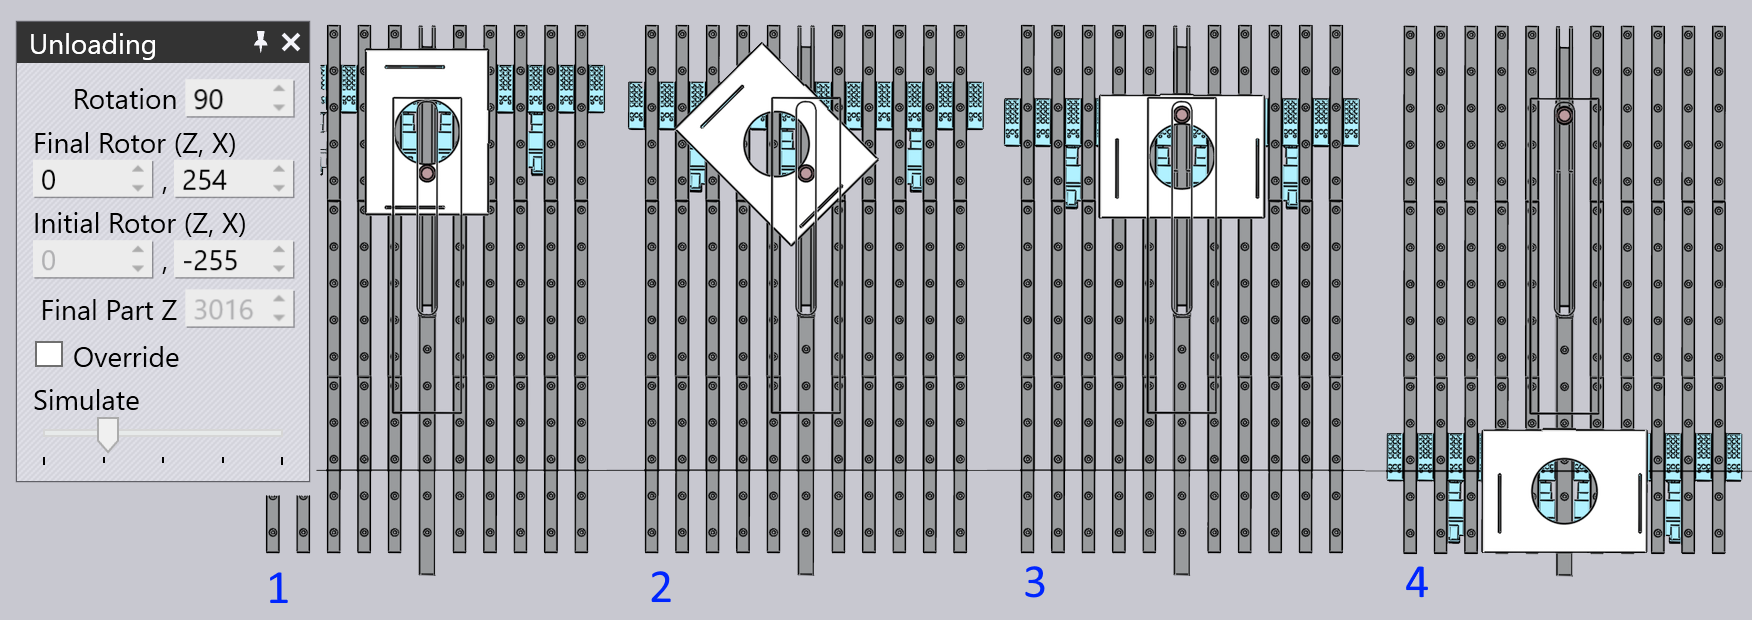 Unloading
Rotation 90
Final Rotor (Z, X)
0 , 254
Initial Rotor (Z, X)
0 , -255
Final Part Z 3016
Override
Simulate
1 2 3 4